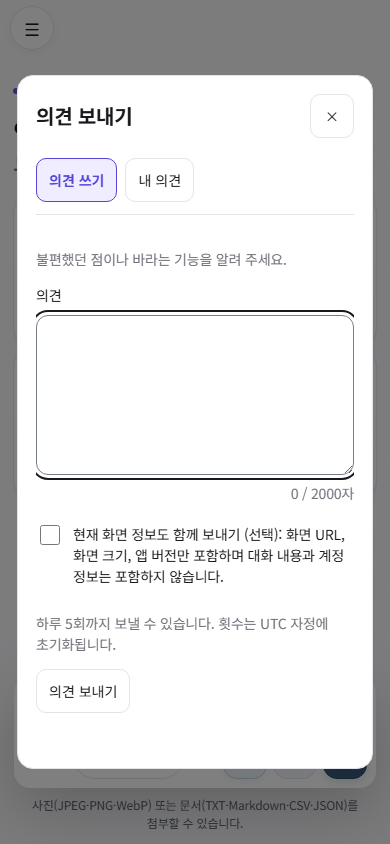 의견 보내기
×
의견 쓰기
내 의견
불편했던 점이나 바라는 기능을 알려 주세요.
의견
0 / 2000자
현재 화면 정보도 함께 보내기 (선택): 화면 URL,
화면 크기, 앱 버전만 포함하며 대화 내용과 계정
정보는 포함하지 않습니다.
하루 5회까지 보낼 수 있습니다. 횟수는 UTC 자정에
초기화됩니다.
의견 보내기
사진(JPEG·PNG·WebP) 또는 문서(TXT·Markdown·CSV·JSON)를
첨부할 수 있습니다.